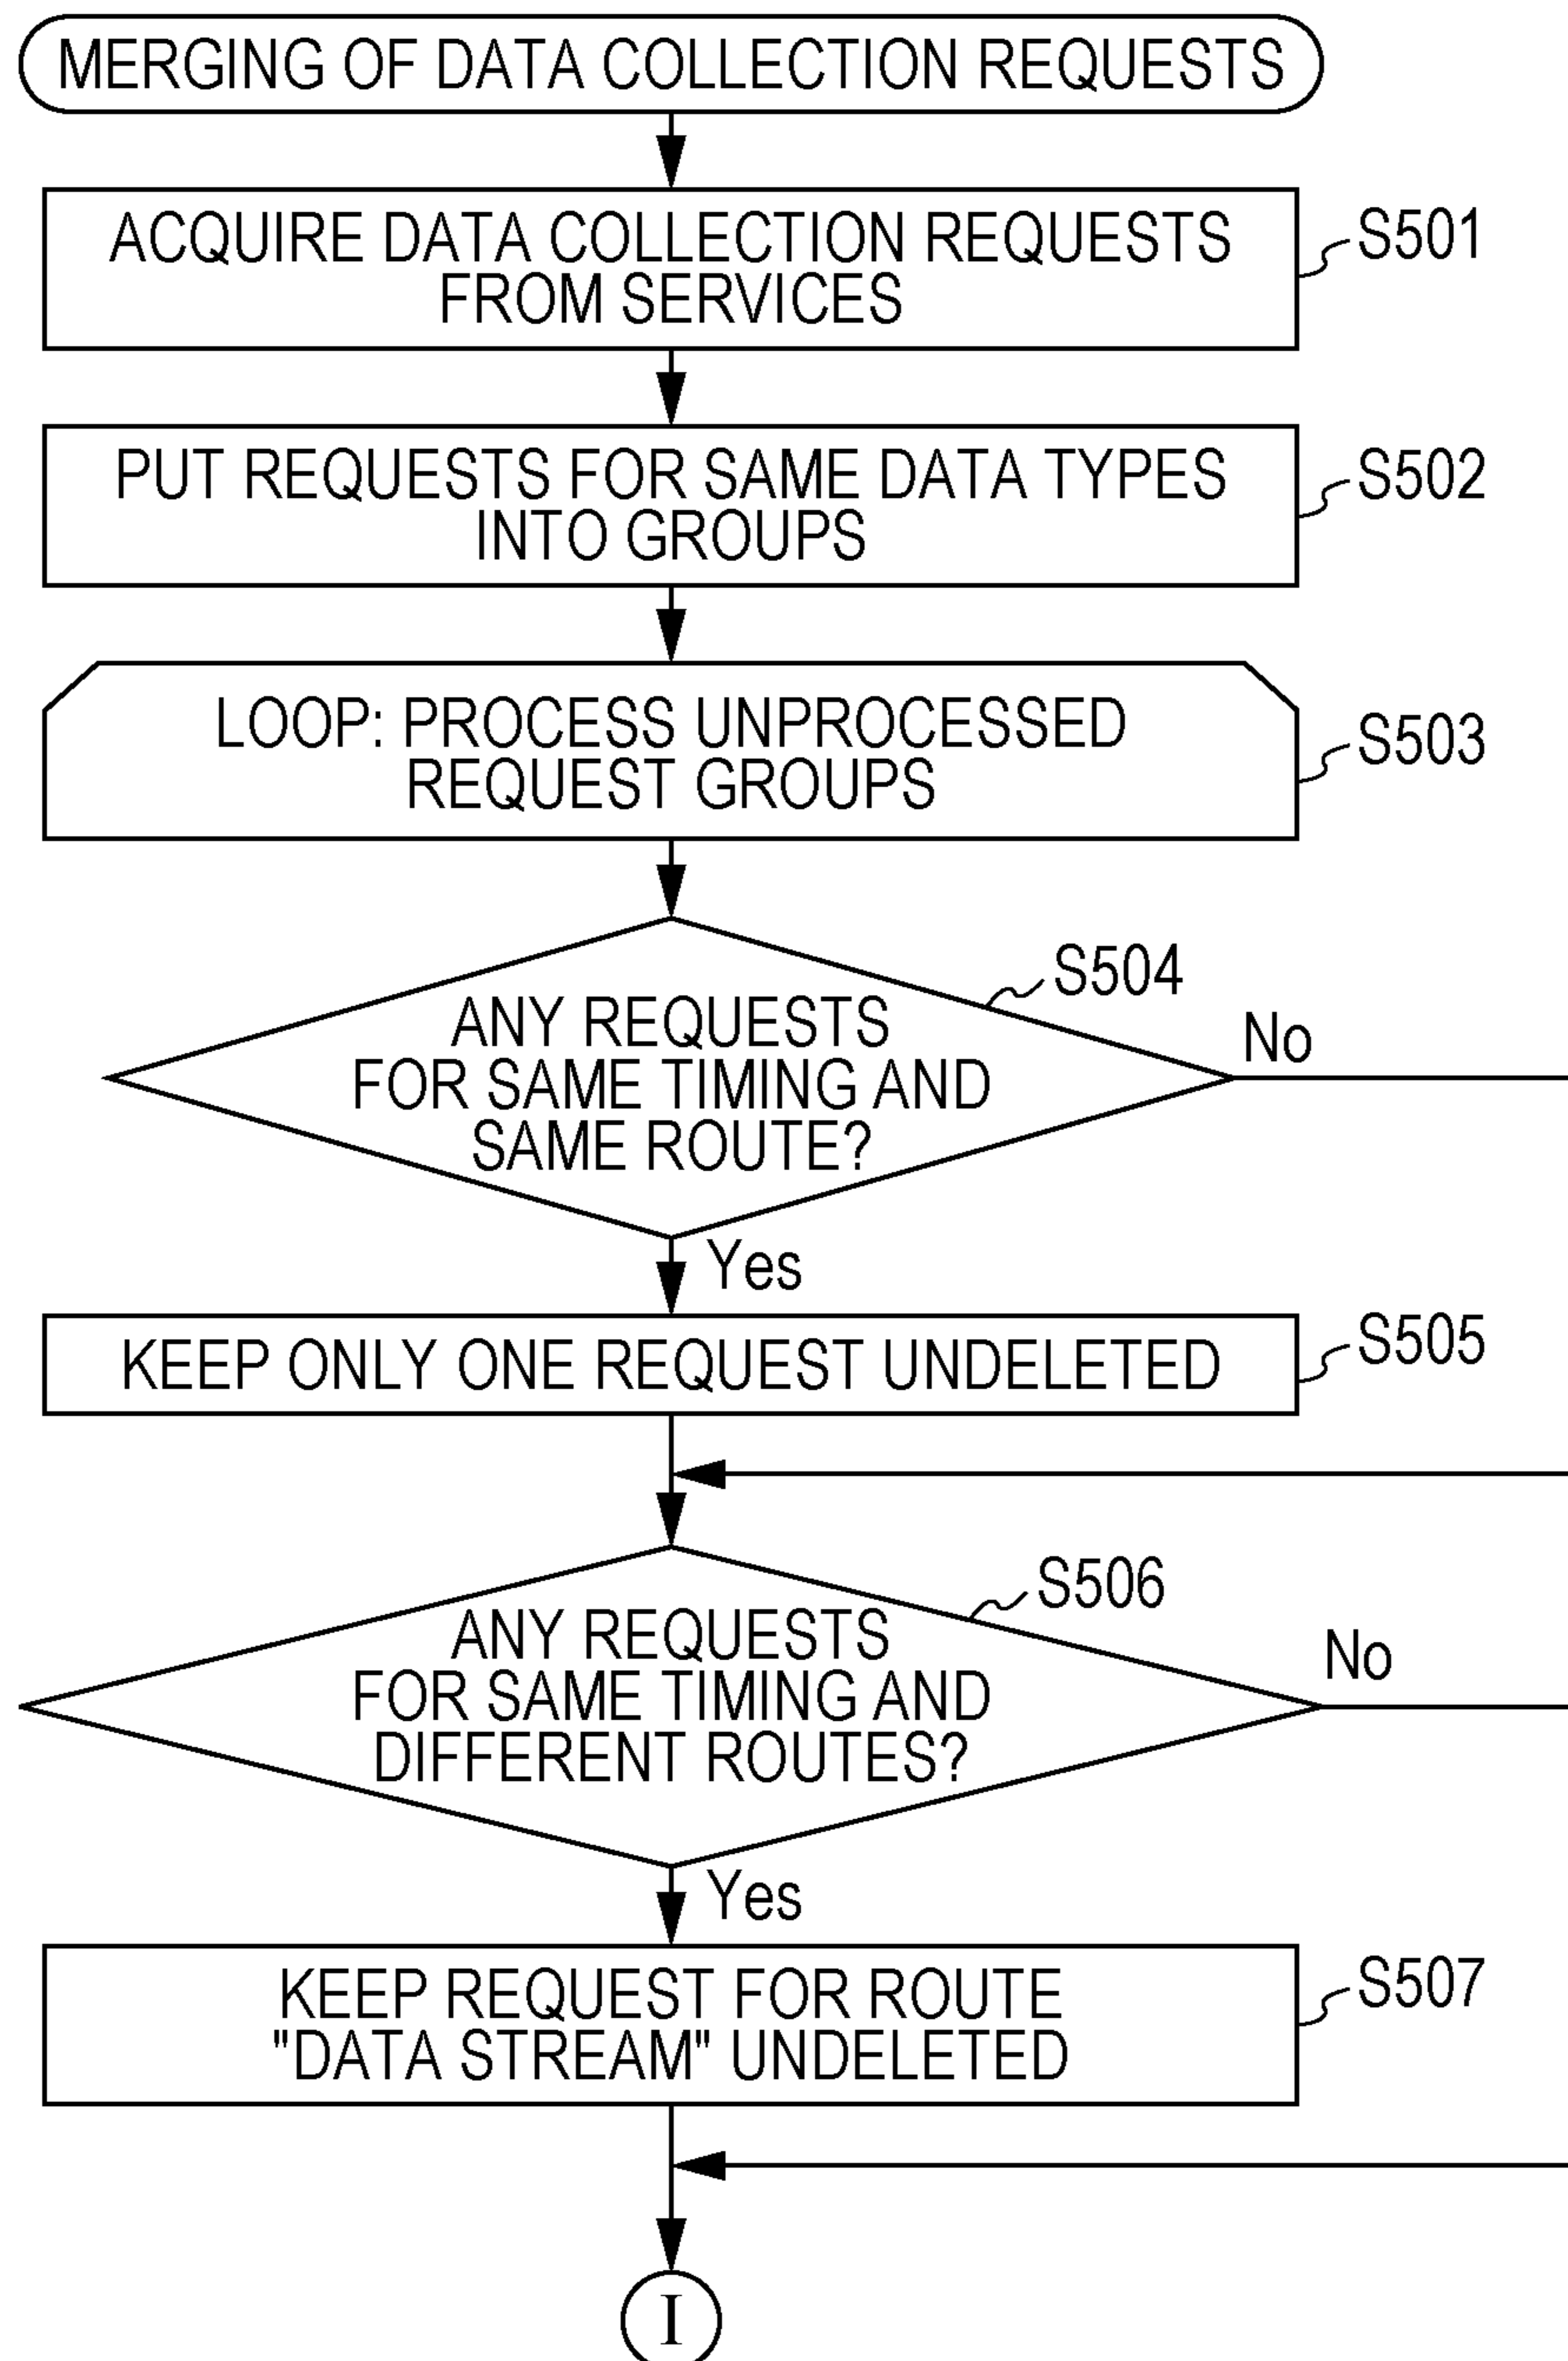 MERGING OF DATA COLLECTION REQUESTS
ACQUIRE DATA COLLECTION REQUESTS
FROM SERVICES
S501
PUT REQUESTS FOR SAME DATA TYPES
INTO GROUPS
S502
LOOP: PROCESS UNPROCESSED
REQUEST GROUPS
S503
S504
ANY REQUESTS
FOR SAME TIMING AND
SAME ROUTE?
No
Yes
KEEP ONLY ONE REQUEST UNDELETED
S505
S506
ANY REQUESTS
FOR SAME TIMING AND
DIFFERENT ROUTES?
No
Yes
KEEP REQUEST FOR ROUTE
"DATA STREAM" UNDELETED
S507
I